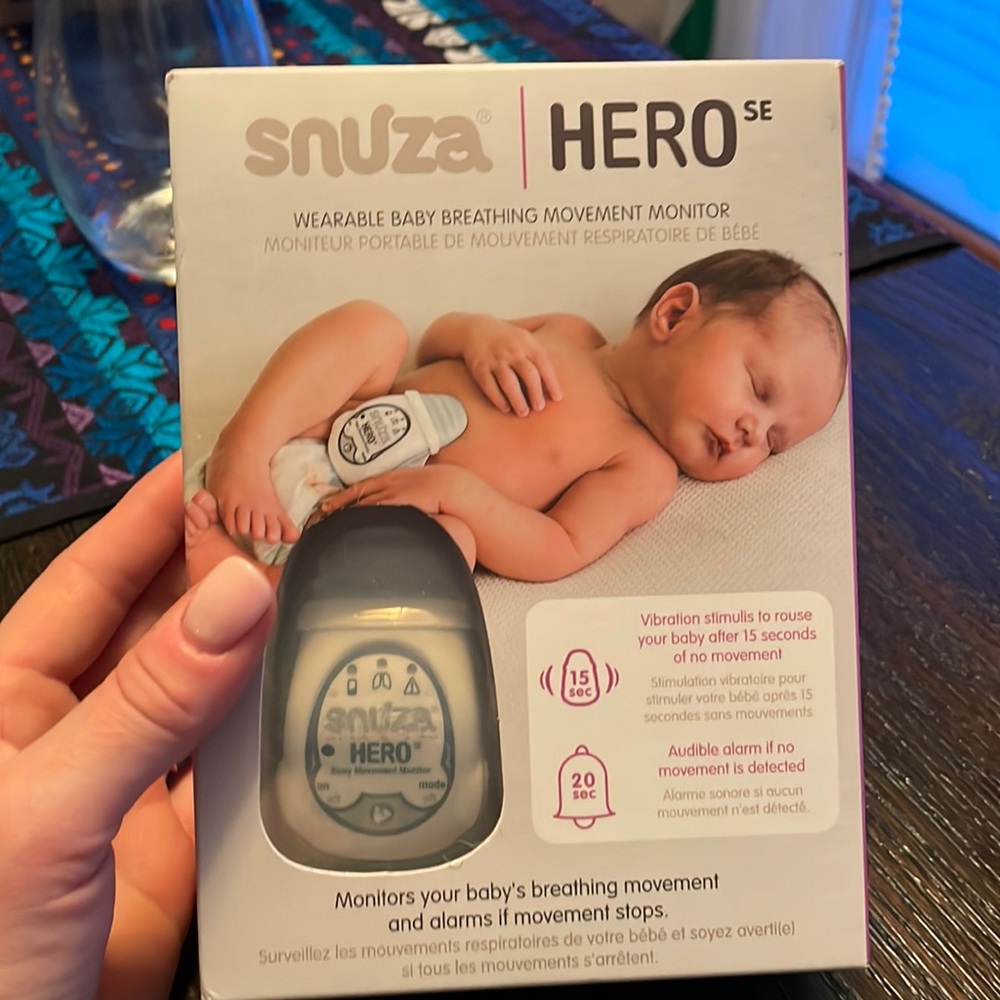 snuza® | HERO SE
WEARABLE BABY BREATHING MOVEMENT MONITOR
MONITEUR PORTABLE DE MOUVEMENT RESPIRATOIRE DE BÉBÉ
snuza
HERO
Vibration stimulis to rouse
your baby after 15 seconds
of no movement
15
sec
Stimulation vibratoire pour
stimuler votre bébé après 15
secondes sans mouvements
Audible alarm if no
movement is detected
20
sec
Alarme sonore si aucun
mouvement n'est détecté.
snuza
HERO SE
Baby Movement Monitor
on mode
off off
Monitors your baby's breathing movement
and alarms if movement stops.
Surveillez les mouvements respiratoires de votre bébé et soyez averti(e)
si tous les mouvements s'arrêtent.